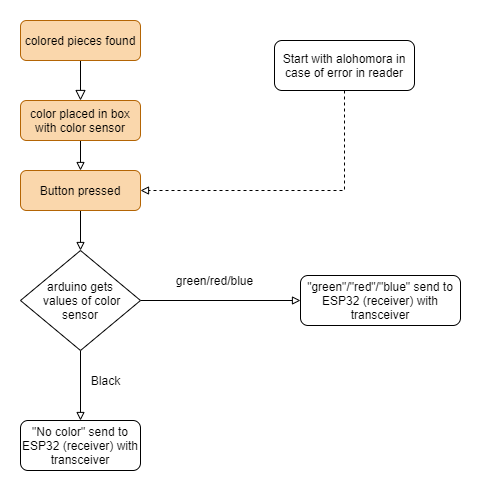 colored pieces found
Start with alohomora in
case of error in reader
color placed in box
with color sensor
Button pressed
arduino gets
values of color
sensor
green/red/blue
"green"/"red"/"blue" send to
ESP32 (receiver) with
transceiver
Black
"No color" send to
ESP32 (receiver) with
transceiver